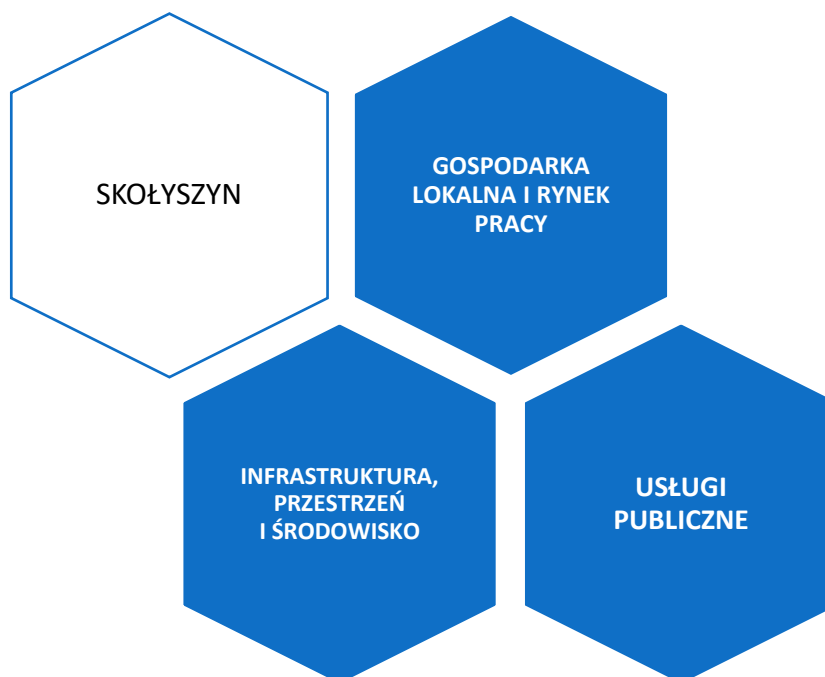 SKOŁYSZYN
GOSPODARKA
LOKALNA I RYNEK
PRACY
INFRASTRUKTURA,
PRZESTRZEŃ
I ŚRODOWISKO
USŁUGI
PUBLICZNE